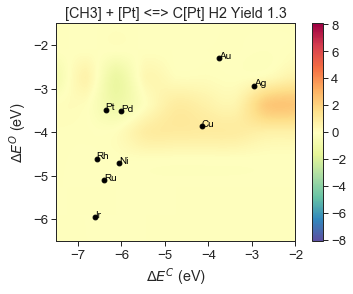 [CH3] + [Pt] <=> C[Pt] H2 Yield 1.3
8
6
4
2
0
−2
−4
−6
−8
−2
−3
−4
−5
−6
ΔE^O (eV)
Au
Ag
Pt
Pd
Cu
Rh
Ni
Ru
Ir
−7
−6
−5
−4
−3
−2
ΔE^C (eV)